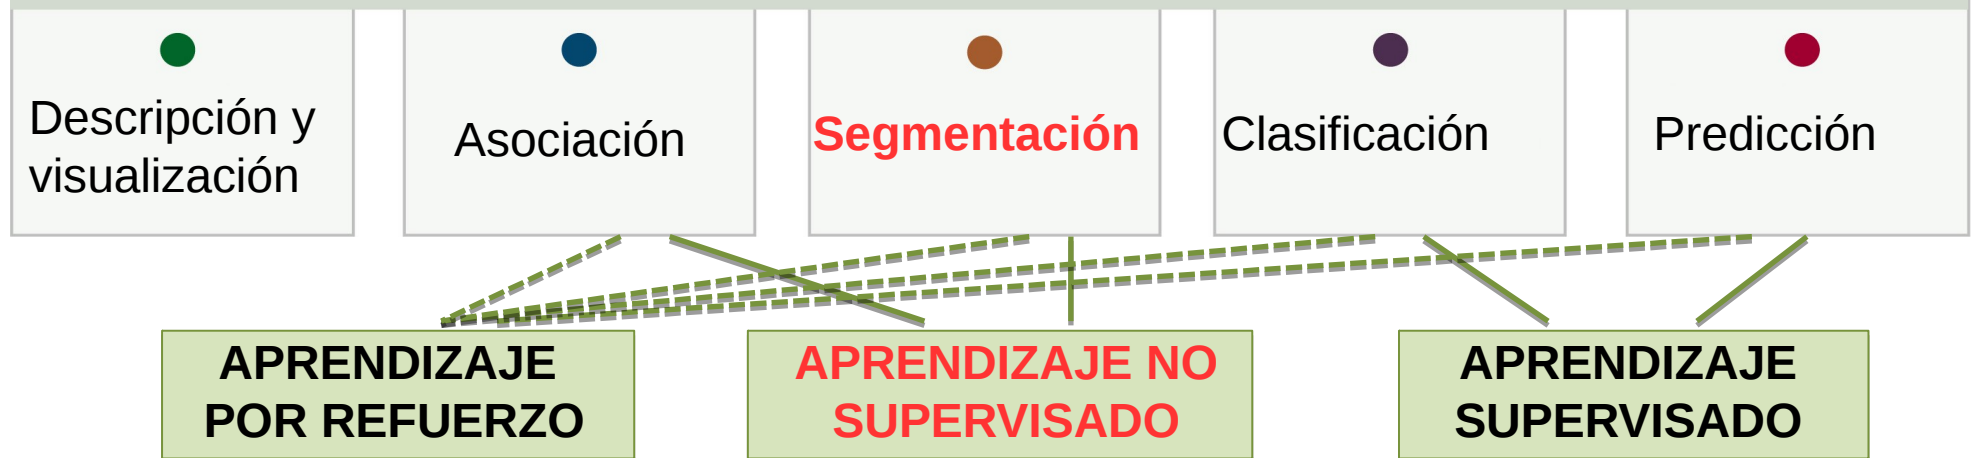 Descripción y
visualización
Asociación
Segmentación
Clasificación
Predicción
APRENDIZAJE
POR REFUERZO
APRENDIZAJE NO
SUPERVISADO
APRENDIZAJE
SUPERVISADO